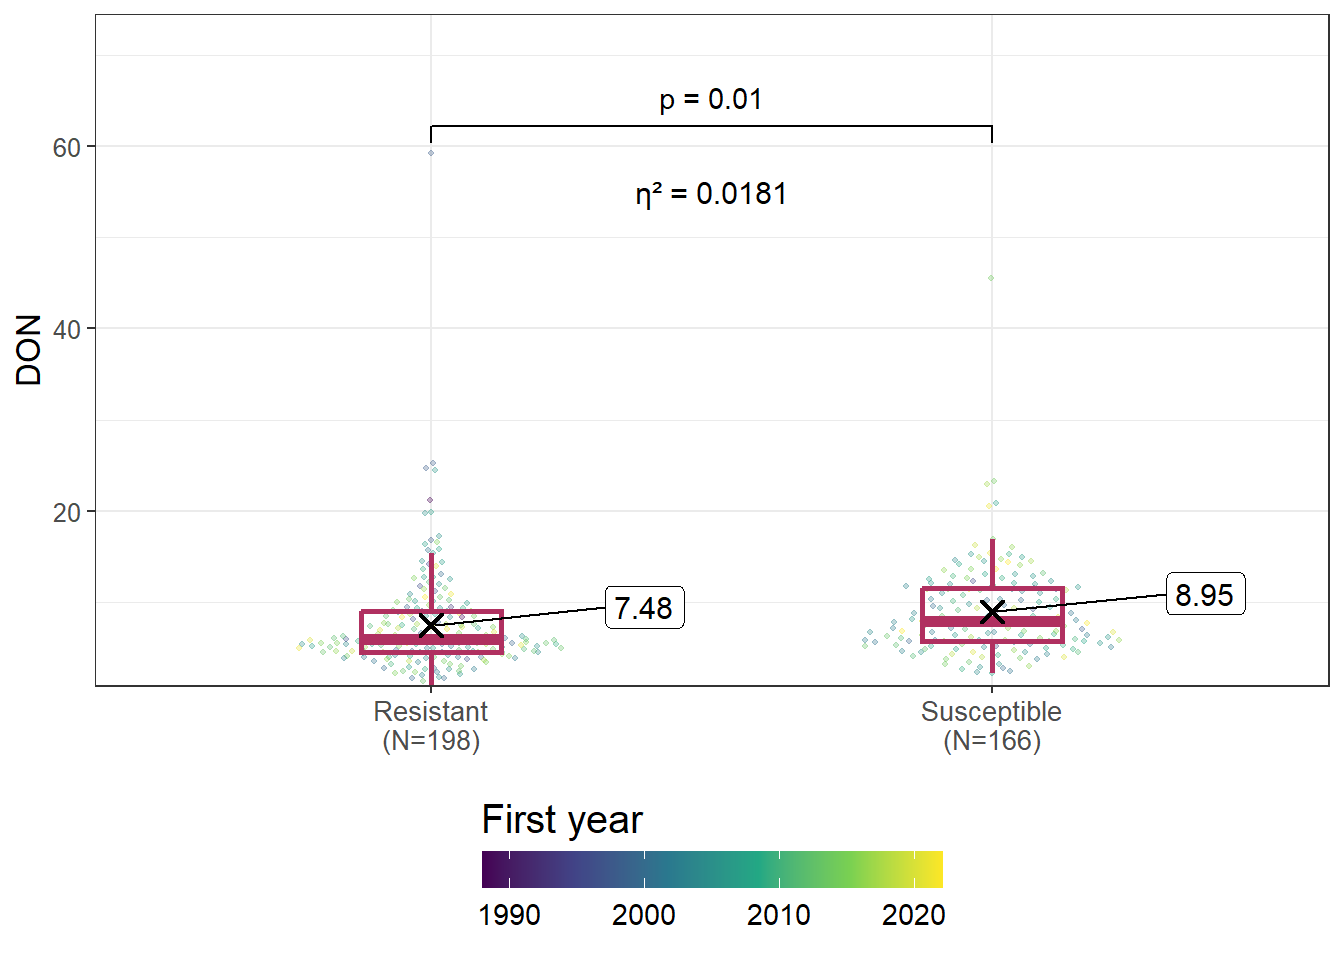 p = 0.01
η² = 0.0181
60
40
20
DON
7.48
8.95
Resistant
(N=198)
Susceptible
(N=166)
First year
1990
2000
2010
2020